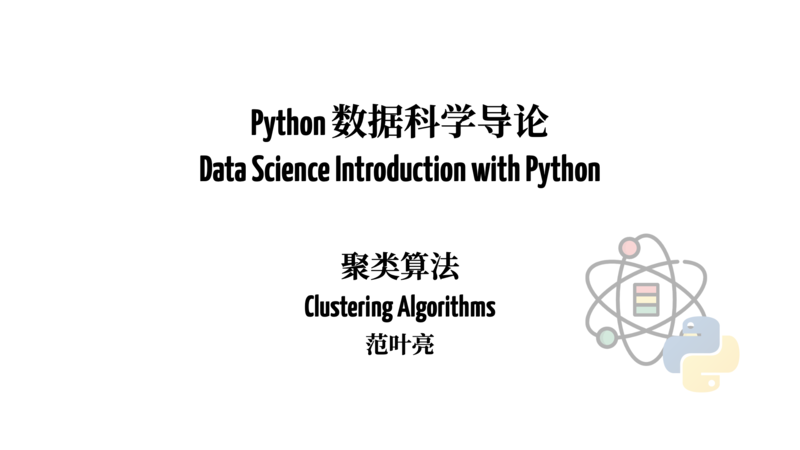 Python 数据科学导论
Data Science Introduction with Python
聚类算法
Clustering Algorithms
范叶亮